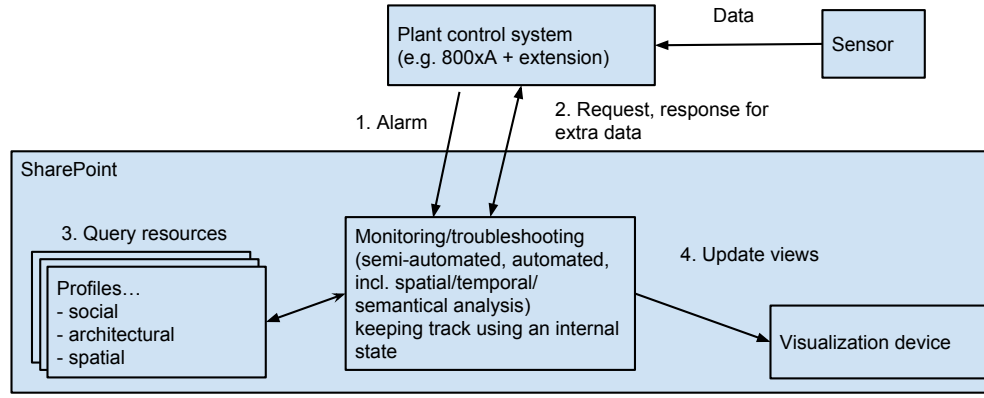 Data
Plant control system
(e.g. 800xA + extension)
Sensor
1. Alarm
2. Request, response for
extra data
SharePoint
3. Query resources
Profiles…
- social
- architectural
- spatial
Monitoring/troubleshooting
(semi-automated, automated,
incl. spatial/temporal/
semantical analysis)
keeping track using an internal
state
4. Update views
Visualization device